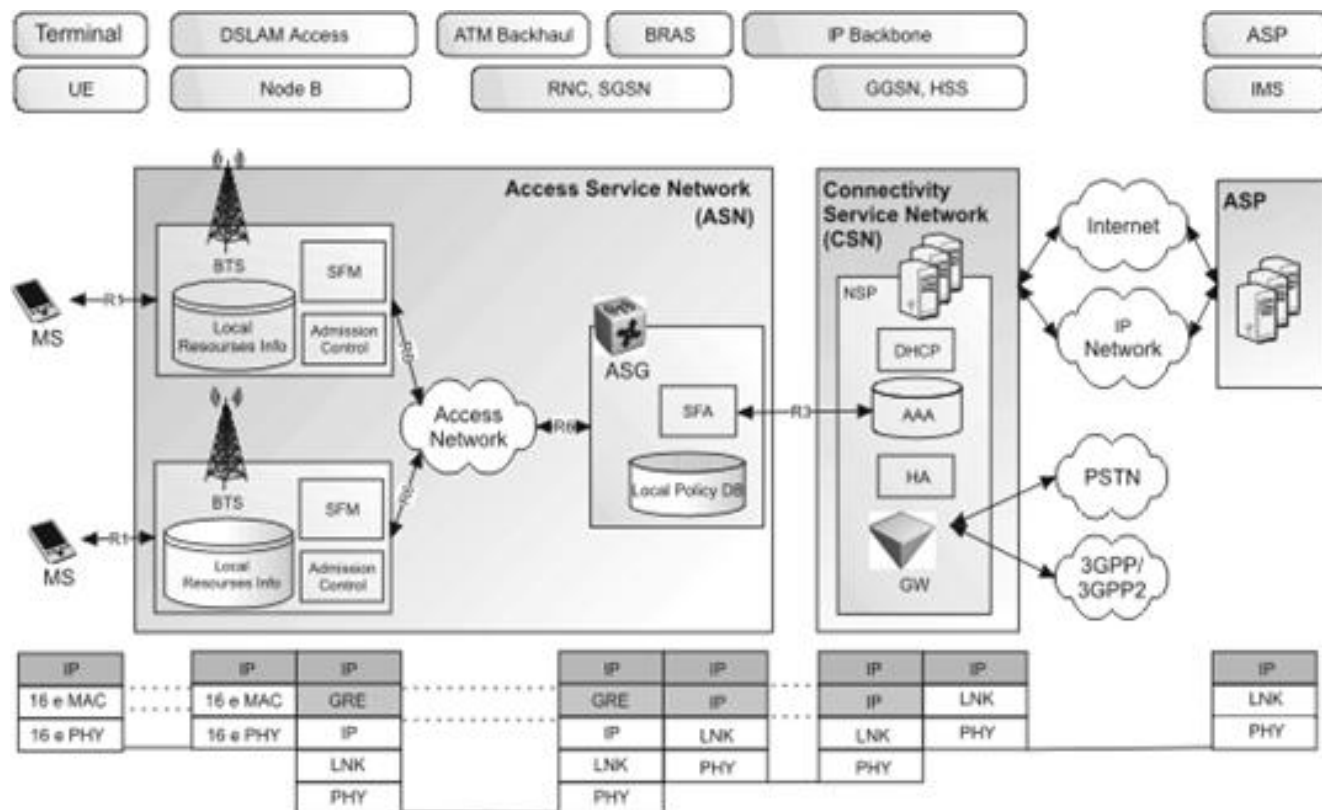 Terminal
DSLAM Access
ATM Backhaul
BRAS
IP Backbone
ASP
UE
Node B
RNC, SGSN
GGSN, HSS
IMS
Access Service Network
(ASN)
Connectivity
Service Network
(CSN)
ASP
Internet
BTS
SFM
NSP
MS
R1
Local
Resourses Info
Admission
Control
R6
ASG
DHCP
IP
Network
Access
Network
R6
SFA
R3
AAA
Local Policy DB
HA
PSTN
BTS
SFM
MS
R1
Local
Resourses Info
Admission
Control
R6
GW
3GPP/
3GPP2
IP
IP
IP
IP
IP
IP
IP
IP
16 e MAC
16 e MAC
GRE
GRE
IP
IP
LNK
LNK
16 e PHY
16 e PHY
IP
IP
LNK
LNK
PHY
PHY
LNK
LNK
PHY
PHY
PHY
PHY